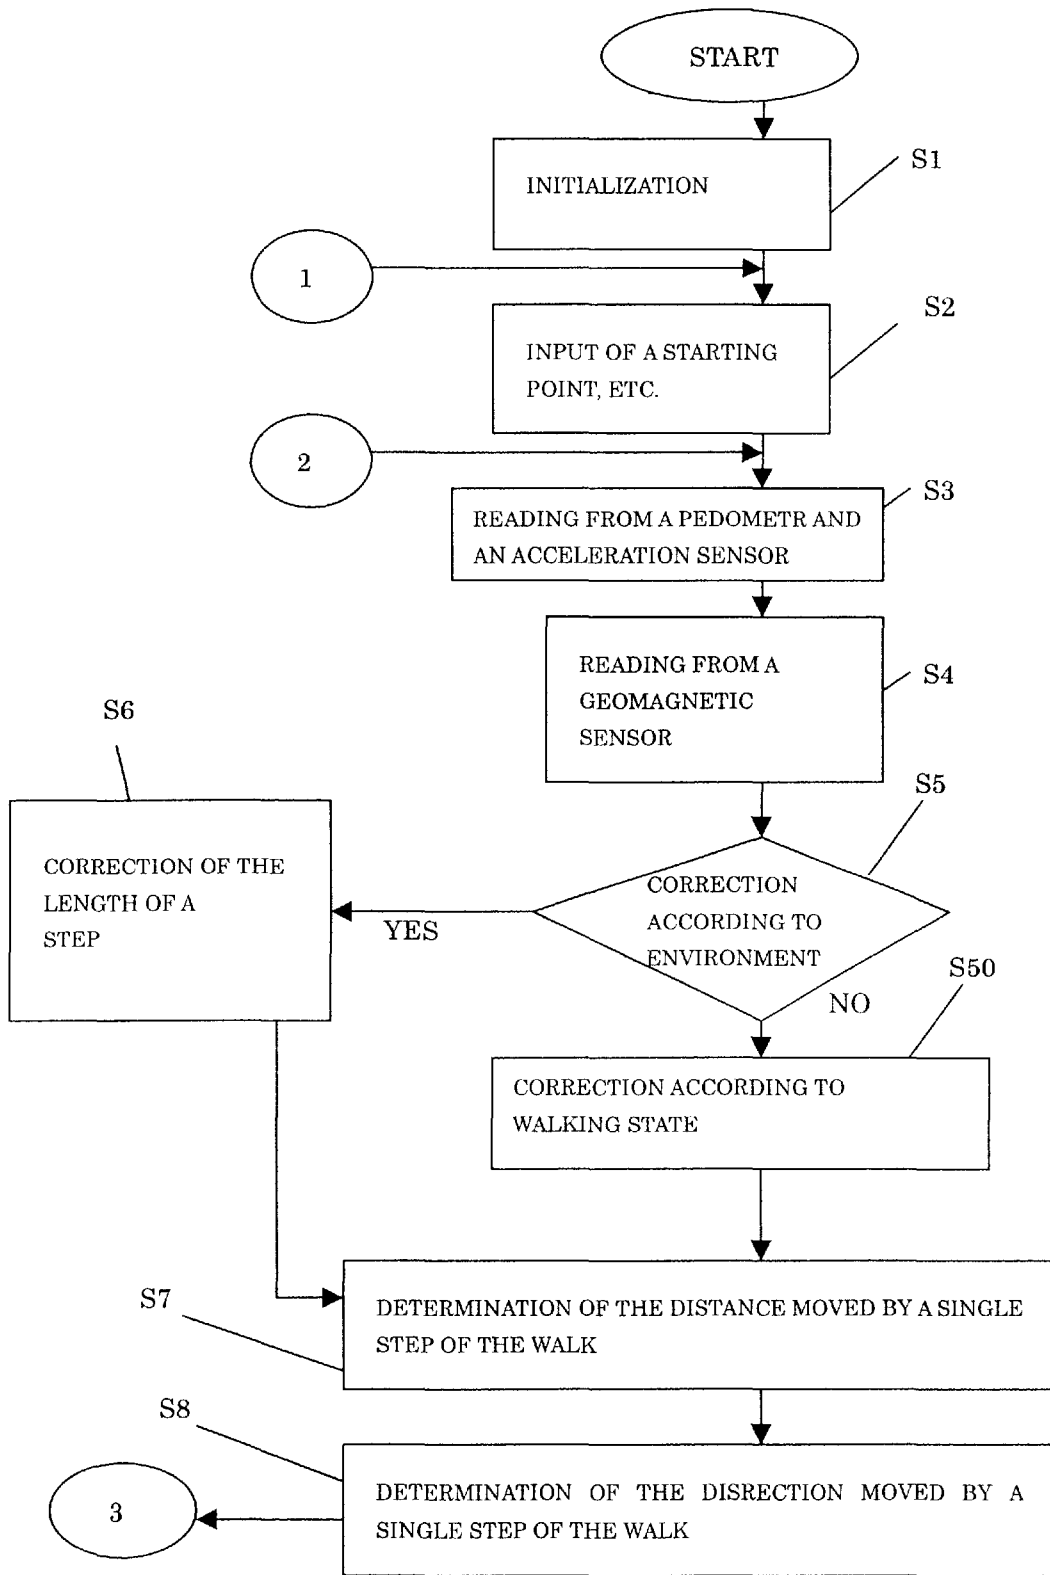 START
S1
INITIALIZATION
1
S2
INPUT OF A STARTING
POINT, ETC.
2
S3
READING FROM A PEDOMETR AND
AN ACCELERATION SENSOR
READING FROM A
GEOMAGNETIC
SENSOR
S4
S6
S5
CORRECTION OF THE
LENGTH OF A
STEP
CORRECTION
ACCORDING TO
ENVIRONMENT
YES
NO
S50
CORRECTION ACCORDING TO
WALKING STATE
S7
DETERMINATION OF THE DISTANCE MOVED BY A SINGLE
STEP OF THE WALK
S8
DETERMINATION OF THE DISRECTION MOVED BY A
SINGLE STEP OF THE WALK
3